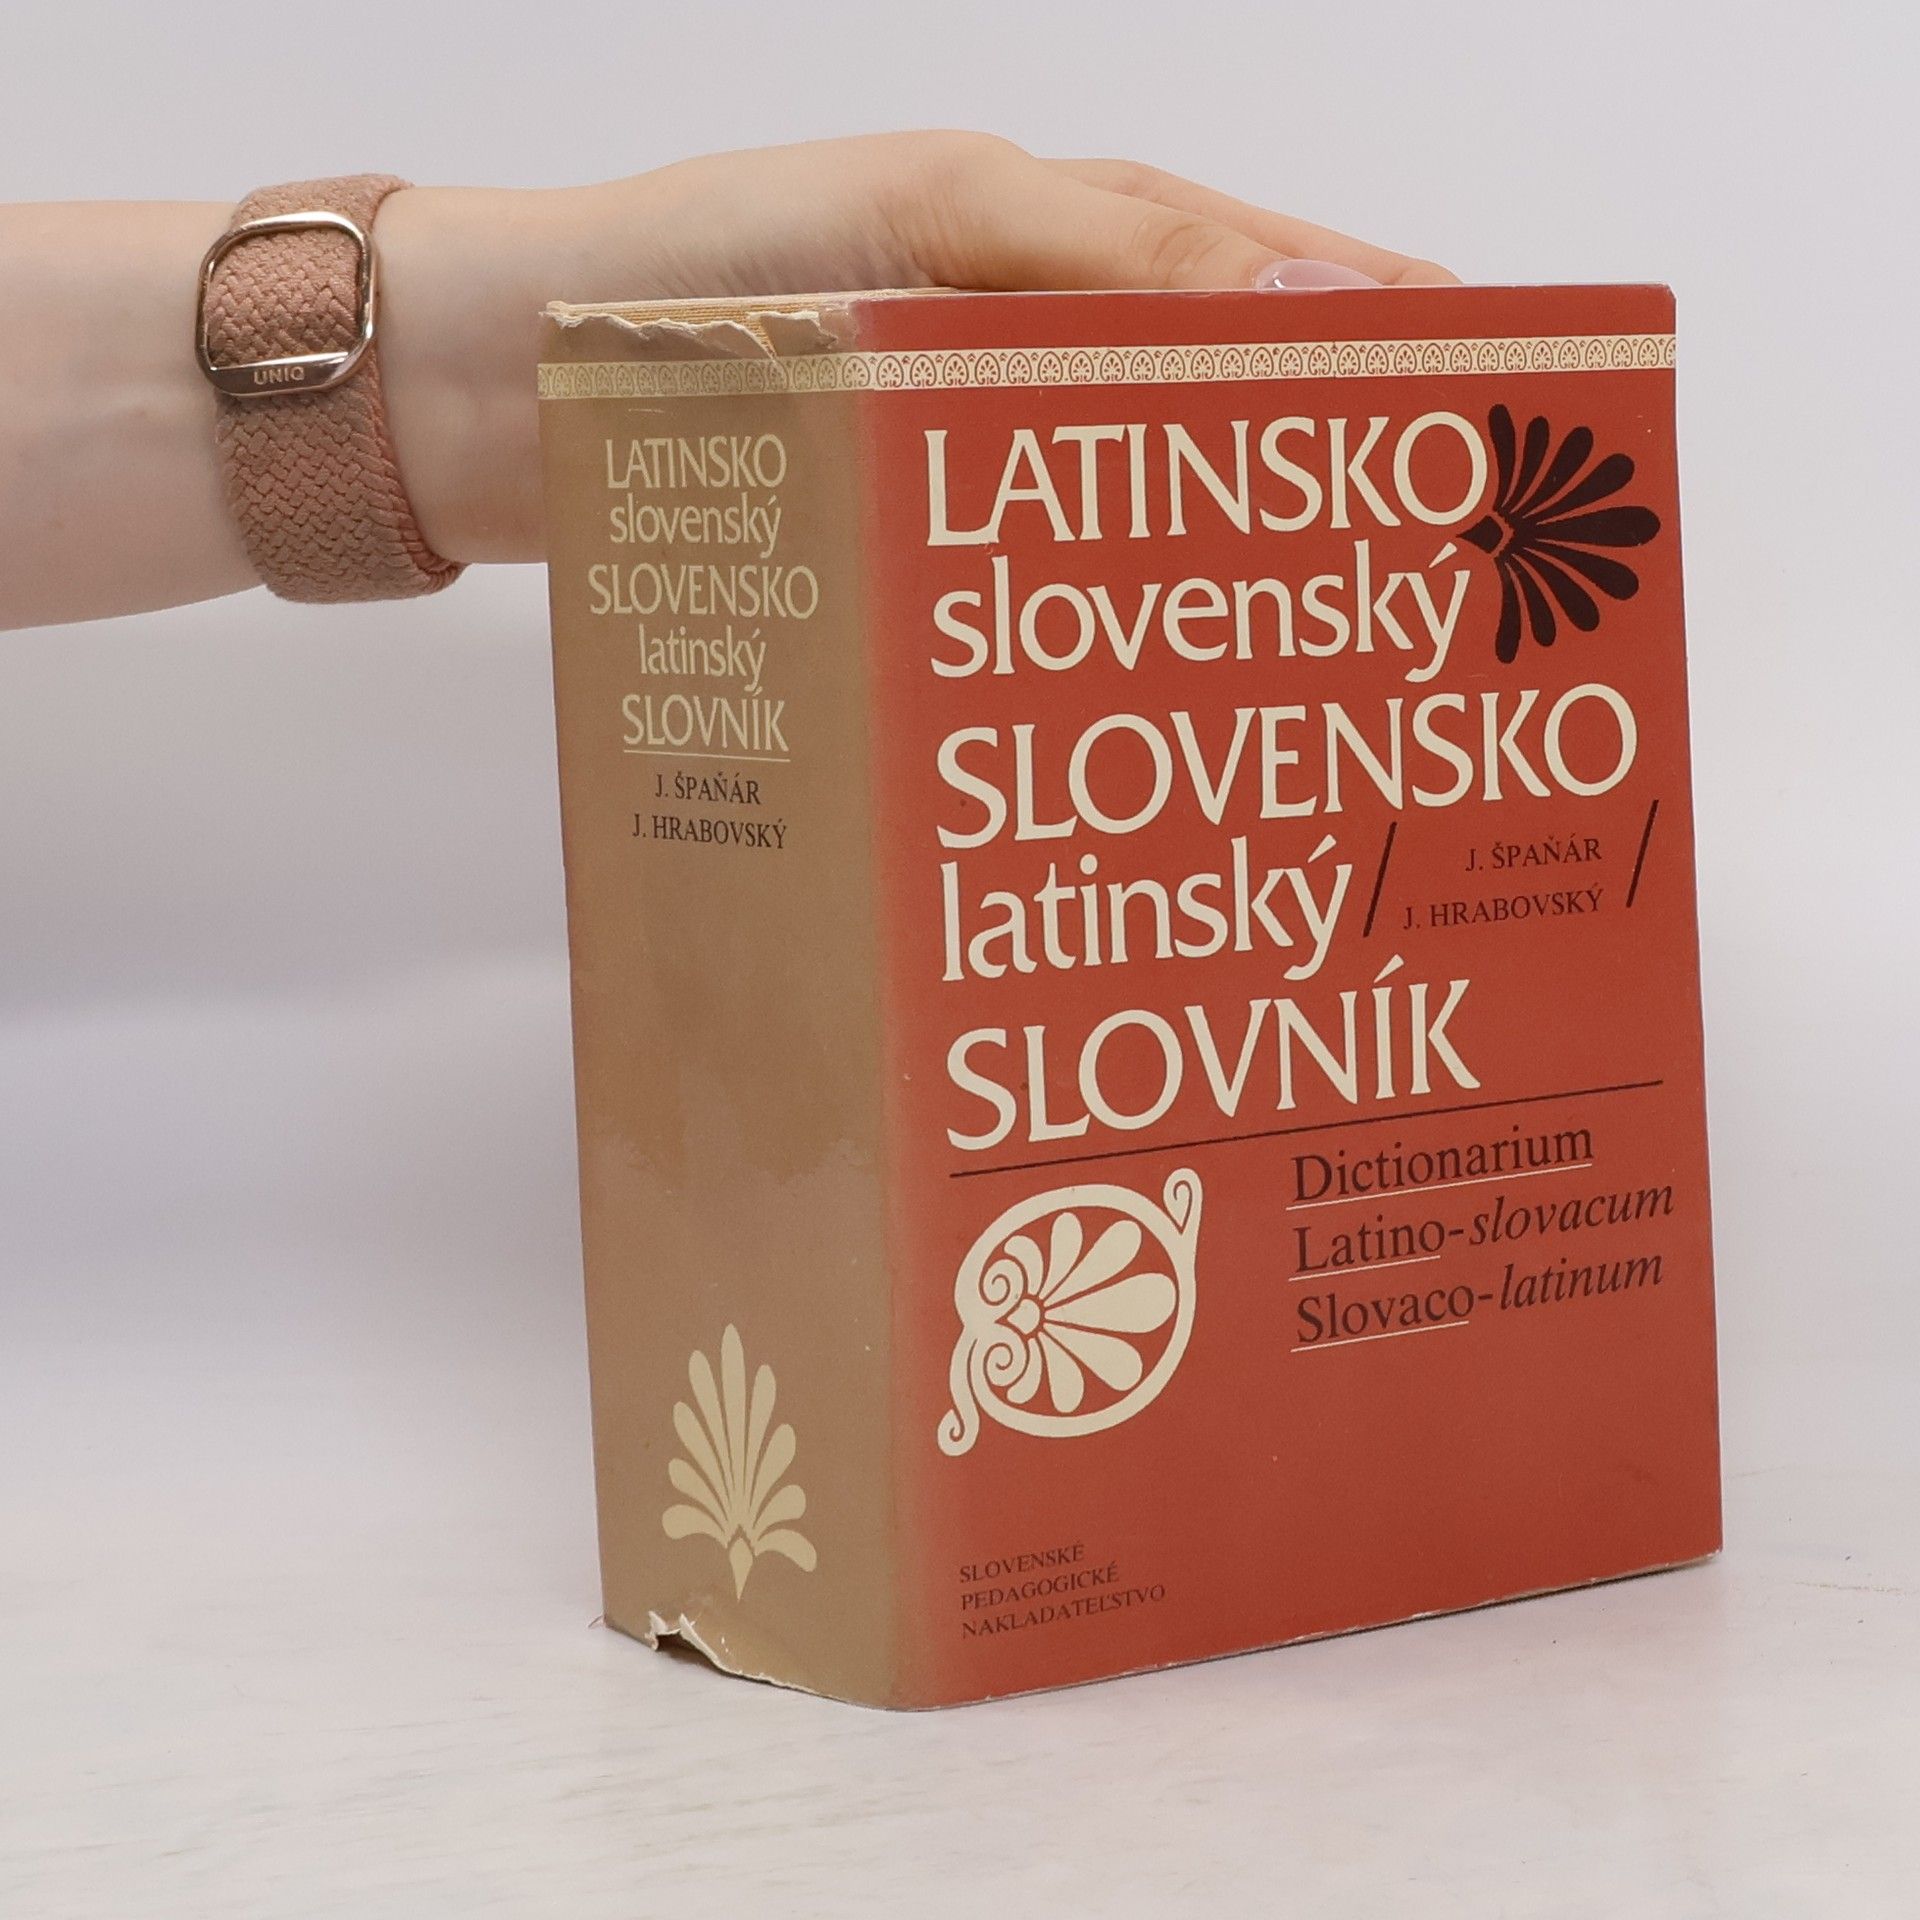 UNIQ
LATINSKO
slovenský
SLOVENSKO
latinský
SLOVNÍK
J. ŠPAŇÁR
J. HRABOVSKÝ
LATINSKO
slovenský
SLOVENSKO
latinský / J. ŠPAŇÁR /
J. HRABOVSKÝ
SLOVNÍK
Dictionarium
Latino-slovacum
Slovaco-latinum
SLOVENSKÉ
PEDAGOGICKÉ
NAKLADATEĽSTVO